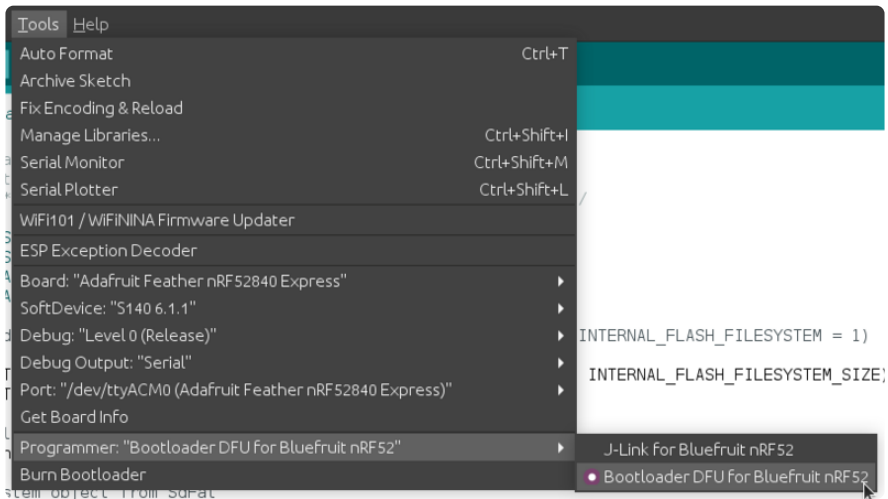 Tools Help
Auto Format Ctrl+T
Archive Sketch
Fix Encoding & Reload
Manage Libraries... Ctrl+Shift+I
Serial Monitor Ctrl+Shift+M
Serial Plotter Ctrl+Shift+L
WiFi101 / WiFiNINA Firmware Updater
ESP Exception Decoder
Board: "Adafruit Feather nRF52840 Express"
SoftDevice: "S140 6.1.1"
Debug: "Level 0 (Release)" INTERNAL_FLASH_FILESYSTEM = 1)
Debug Output: "Serial"
INTERNAL_FLASH_FILESYSTEM_SIZE)
Port: "/dev/ttyACM0 (Adafruit Feather nRF52840 Express)"
Get Board Info
Programmer: "Bootloader DFU for Bluefruit nRF52" J-Link for Bluefruit nRF52
Burn Bootloader Bootloader DFU for Bluefruit nRF52
stem object from SdFat